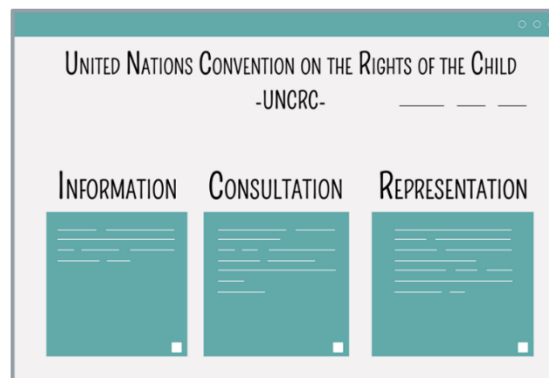 United Nations Convention on the Rights of the Child
-UNCRC-
Information Consultation Representation